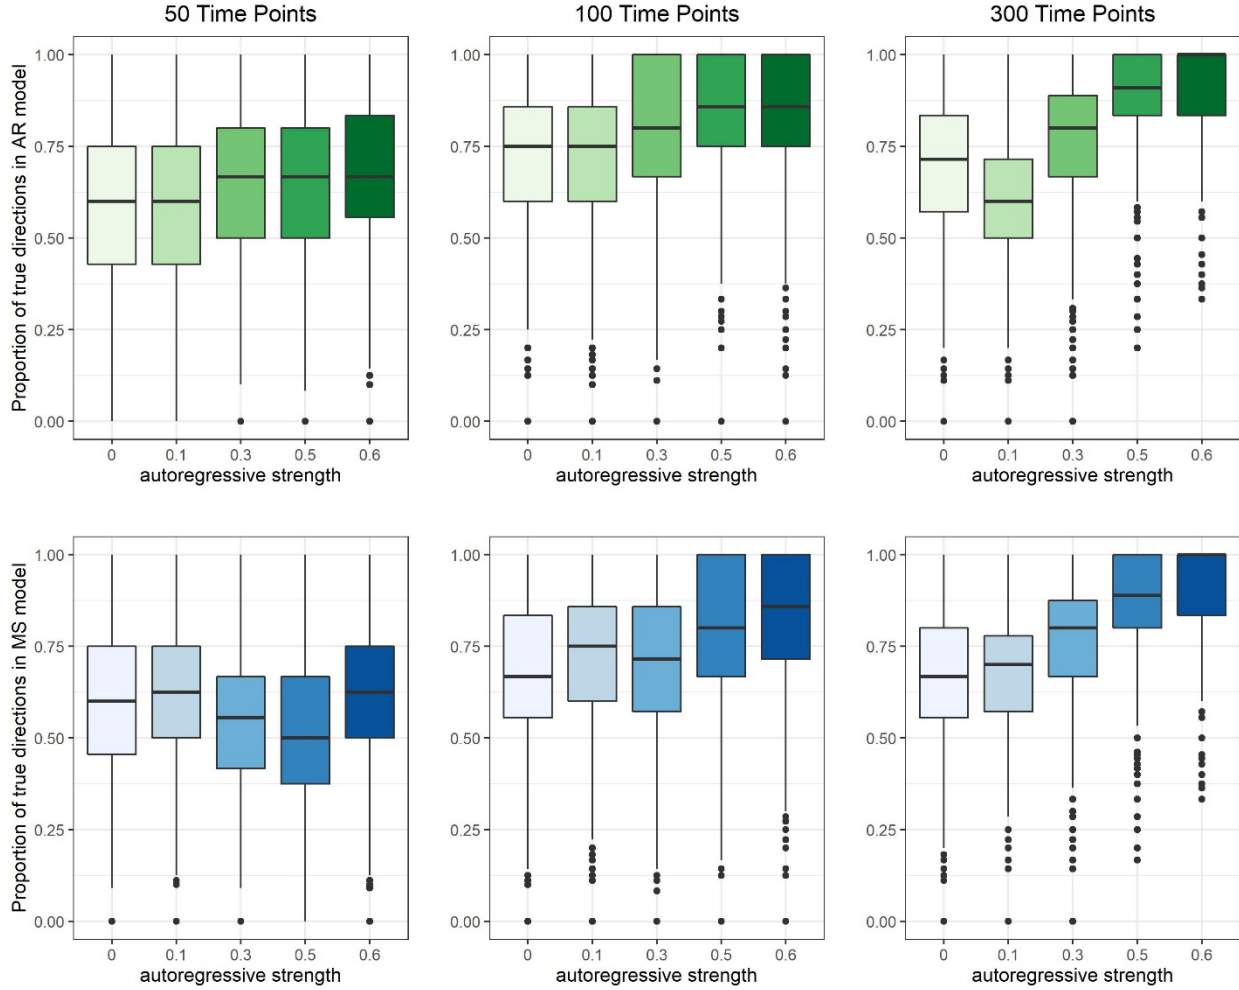 50 Time Points
100 Time Points
300 Time Points
Proportion of true directions in AR model
1.00
0.75
0.50
0.25
0.00
0 0.1 0.3 0.5 0.6
autoregressive strength
1.00
0.75
0.50
0.25
0.00
0 0.1 0.3 0.5 0.6
autoregressive strength
1.00
0.75
0.50
0.25
0.00
0 0.1 0.3 0.5 0.6
autoregressive strength
Proportion of true directions in MS model
1.00
0.75
0.50
0.25
0.00
0 0.1 0.3 0.5 0.6
autoregressive strength
1.00
0.75
0.50
0.25
0.00
0 0.1 0.3 0.5 0.6
autoregressive strength
1.00
0.75
0.50
0.25
0.00
0 0.1 0.3 0.5 0.6
autoregressive strength